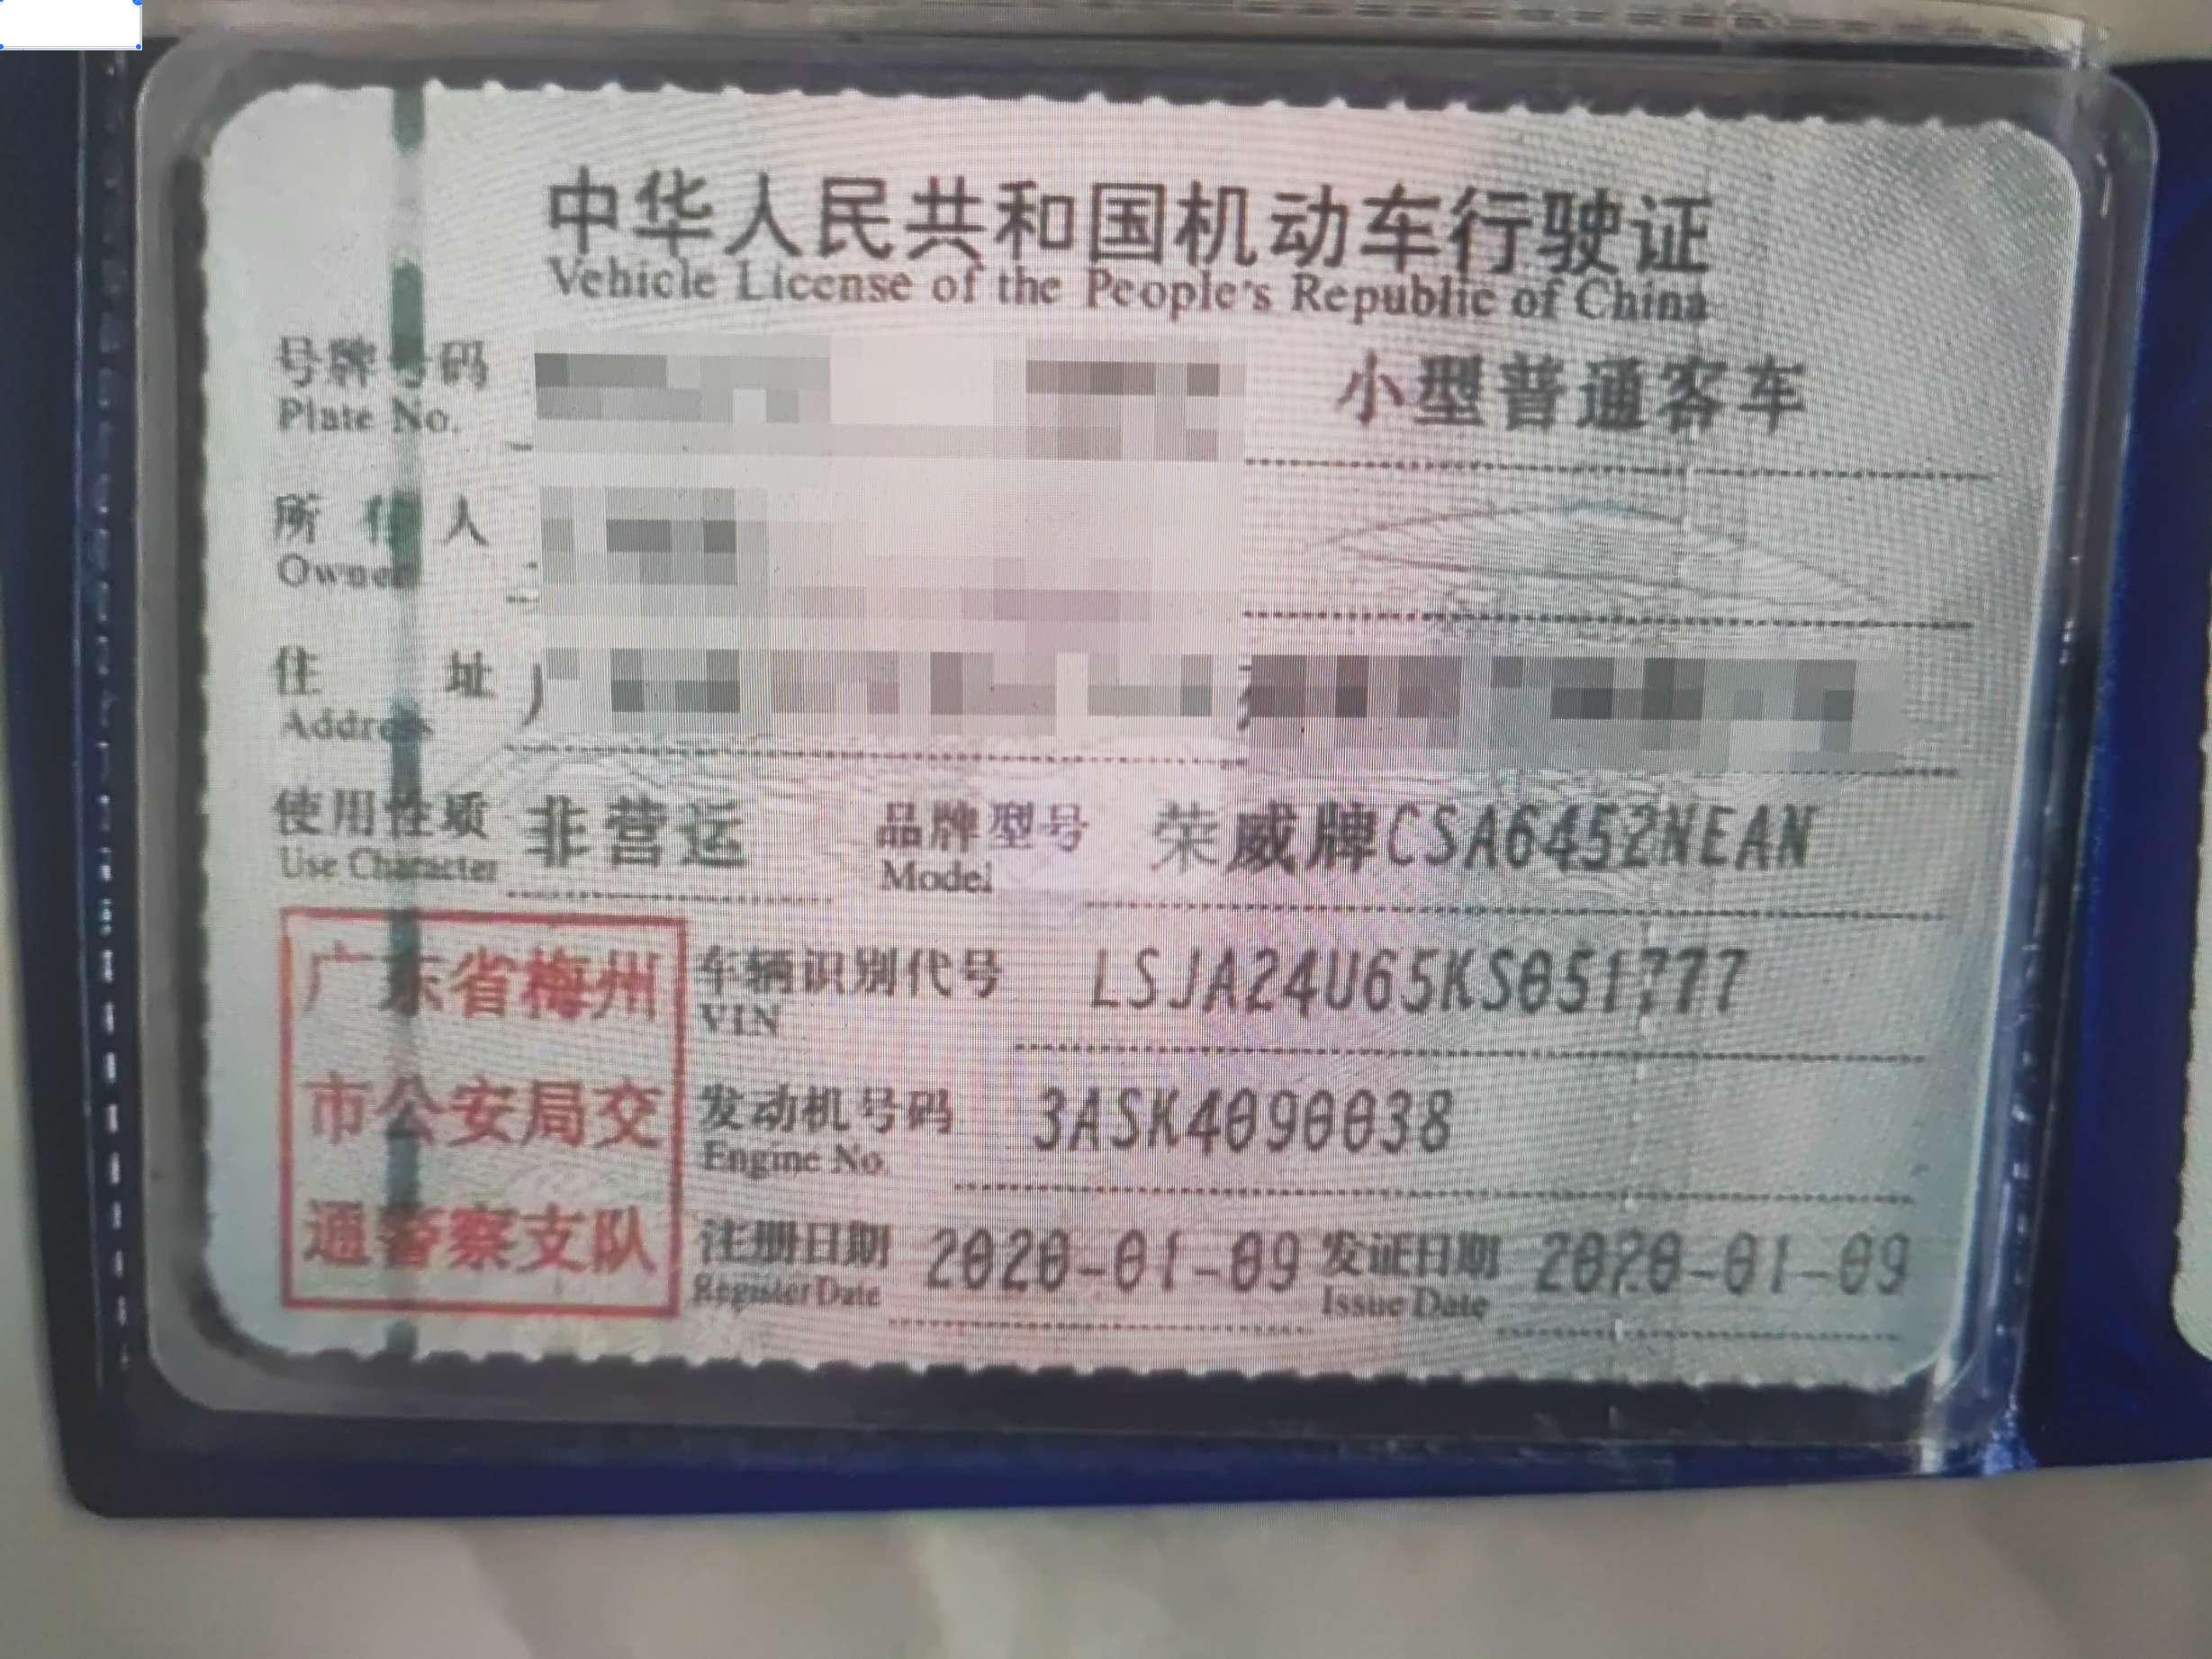 中华人民共和国机动车行驶证
Vehicle License of the People's Republic of China
号牌号码 小型普通客车
Plate No.
所有人
Owner
住址
Address
使用性质 非营运 品牌型号 荣威牌CSA6452NEAN
Use Character Model
广东省梅州
市公安局交
通警察支队
车辆识别代号 LSJA24U65KS051777
VIN
发动机号码 3ASK4090038
Engine No.
注册日期 2020-01-09 发证日期 2020-01-09
Register Date Issue Date